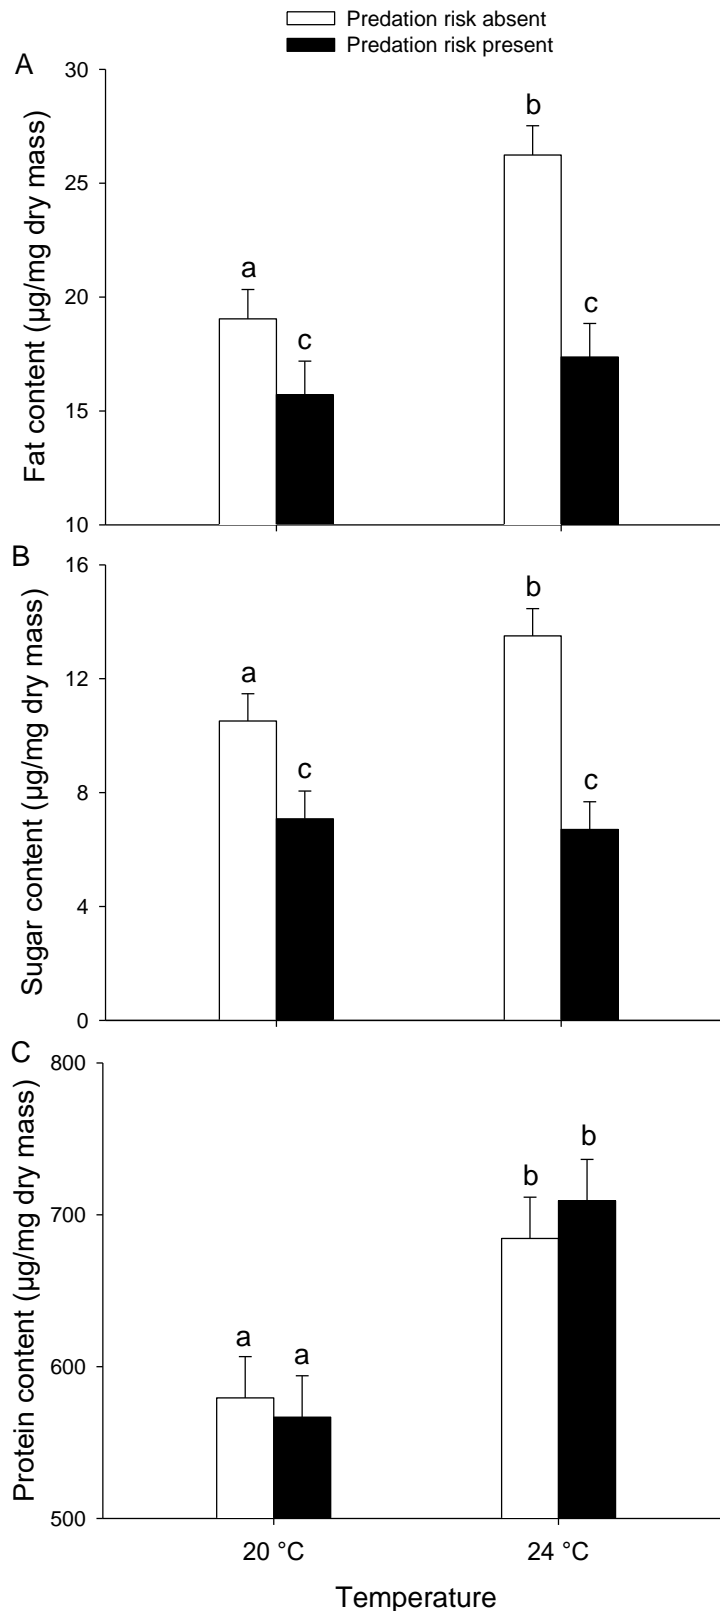 Predation risk absent
Predation risk present
A
Fat content (µg/mg dry mass)
30
25
20
15
10
a
c
b
c
B
Sugar content (µg/mg dry mass)
16
12
8
4
0
a
c
b
c
C
Protein content (µg/mg dry mass)
800
700
600
500
a
a
b
b
20 °C
24 °C
Temperature